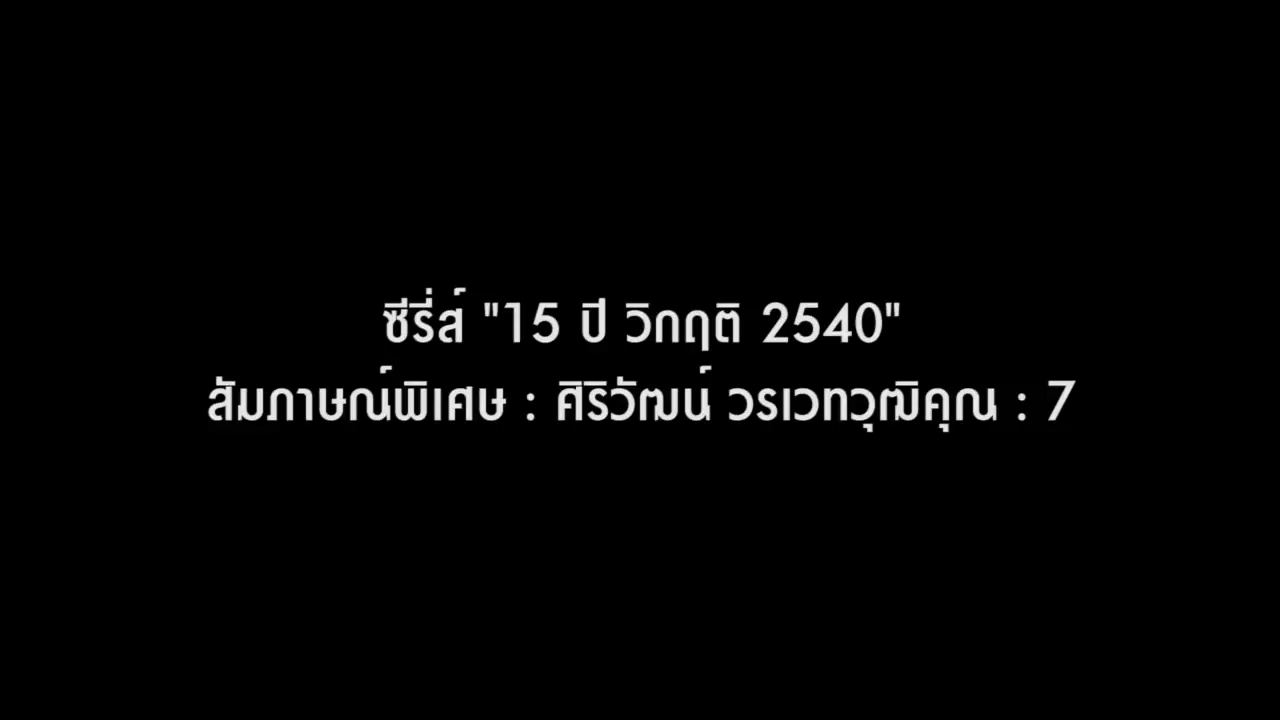 ซีรี่ส์ "15 ปี วิกฤติ 2540"
สัมภาษณ์พิเศษ : ศิริวัฒน์ วรเวทวุฒิคุณ : 7